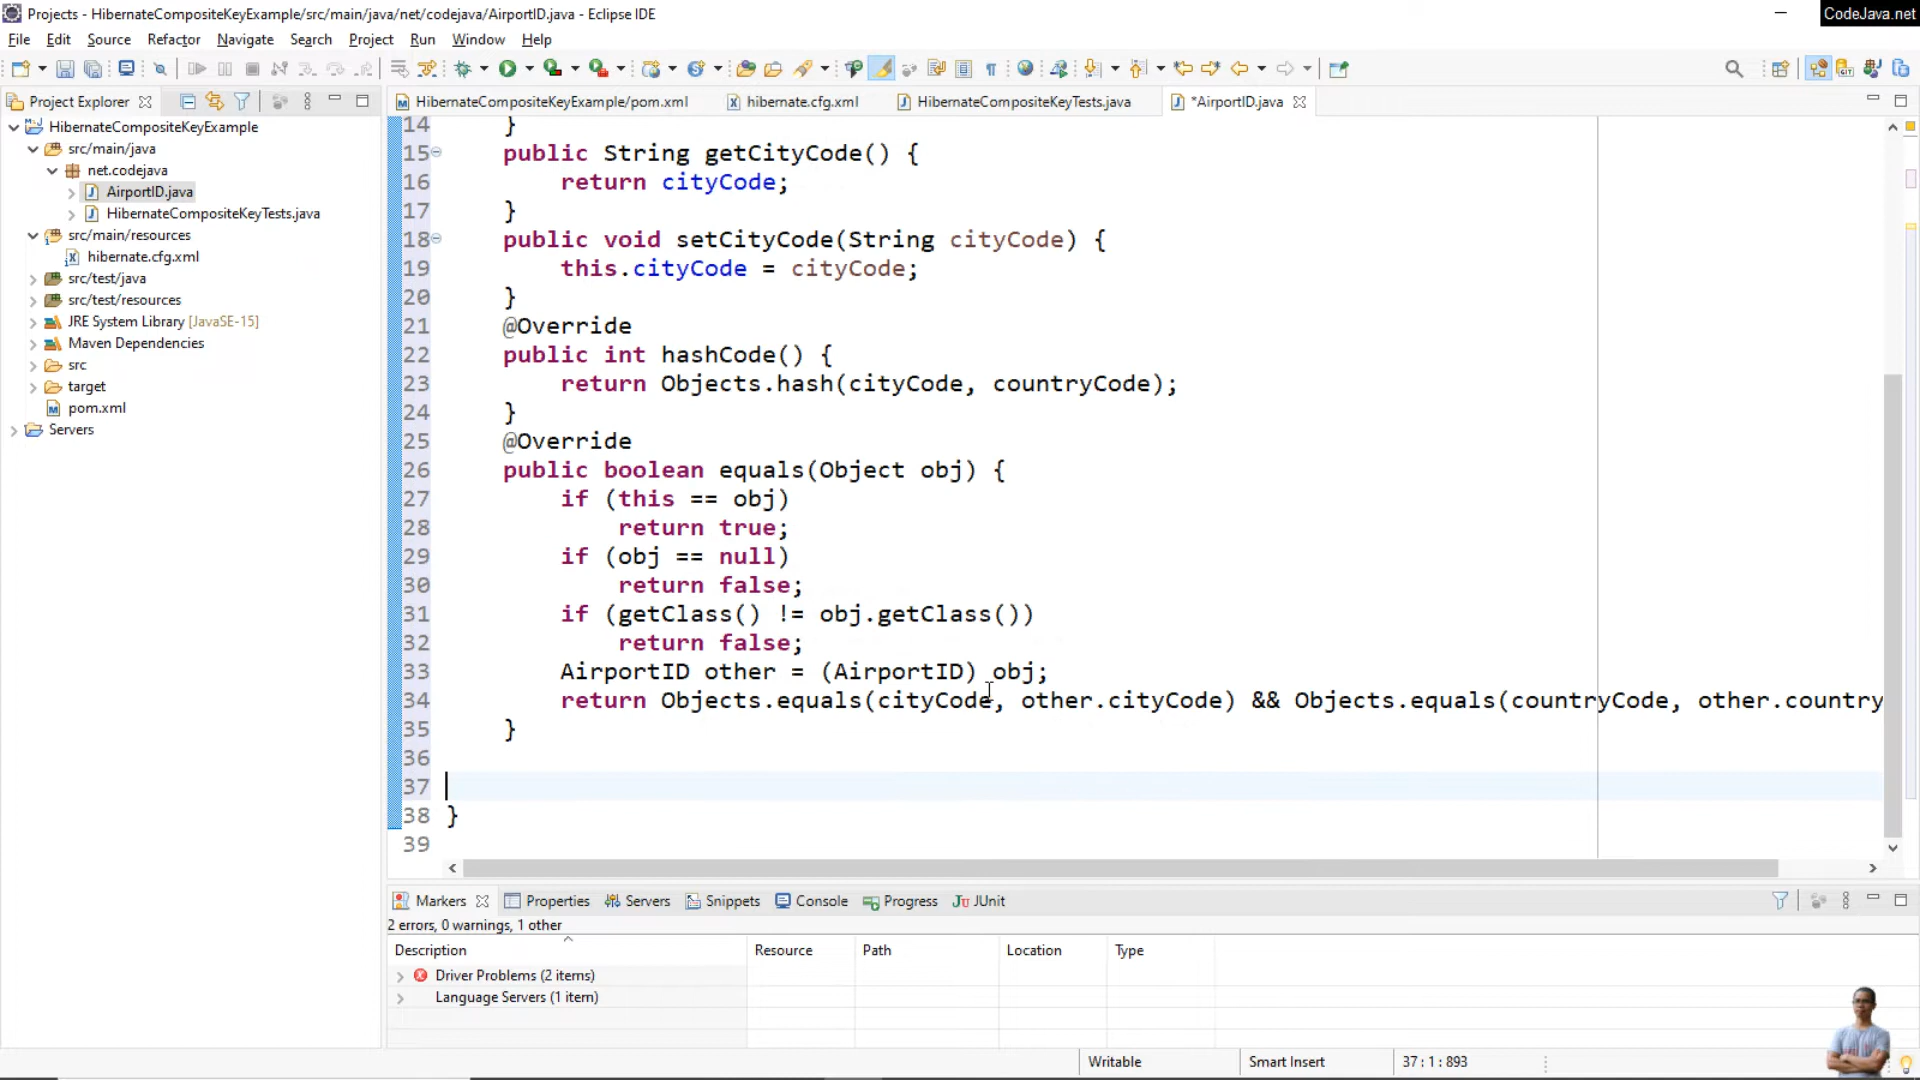 Projects - HibernateCompositeKeyExample/src/main/java/net/codejava/AirportID.java - Eclipse IDE
CodeJava.net
File Edit Source Refactor Navigate Search Project Run Window Help
Project Explorer
HibernateCompositeKeyExample/pom.xml hibernate.cfg.xml HibernateCompositeKeyTests.java *AirportID.java
HibernateCompositeKeyExample
src/main/java
net.codejava
AirportID.java
HibernateCompositeKeyTests.java
src/main/resources
hibernate.cfg.xml
src/test/java
src/test/resources
JRE System Library [JavaSE-15]
Maven Dependencies
src
target
pom.xml
Servers
14 }
15 public String getCityCode() {
16 return cityCode;
17 }
18 public void setCityCode(String cityCode) {
19 this.cityCode = cityCode;
20 }
21 @Override
22 public int hashCode() {
23 return Objects.hash(cityCode, countryCode);
24 }
25 @Override
26 public boolean equals(Object obj) {
27 if (this == obj)
28 return true;
29 if (obj == null)
30 return false;
31 if (getClass() != obj.getClass())
32 return false;
33 AirportID other = (AirportID) obj;
34 return Objects.equals(cityCode, other.cityCode) && Objects.equals(countryCode, other.country
35 }
36
37
38 }
39
Markers Properties Servers Snippets Console Progress JUnit
2 errors, 0 warnings, 1 other
Description Resource Path Location Type
Driver Problems (2 items)
Language Servers (1 item)
Writable Smart Insert 37 : 1 : 893